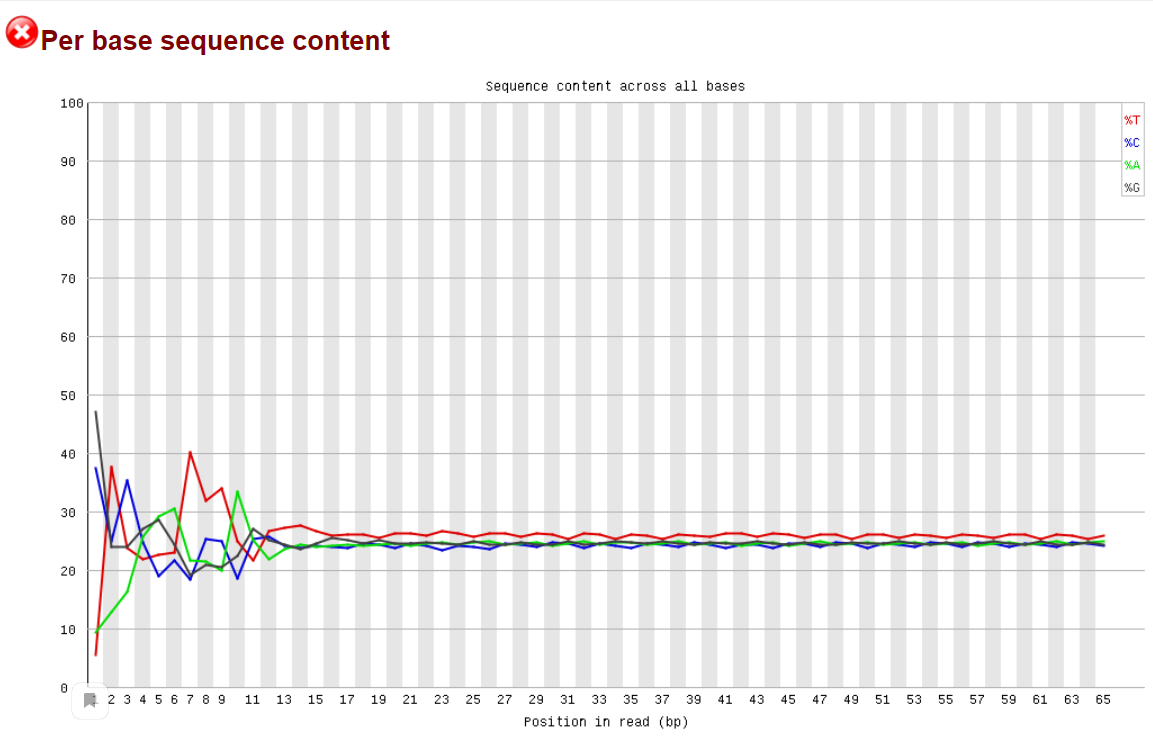 Per base sequence content
Sequence content across all bases
100
90
80
70
60
50
40
30
20
10
0
%T
%C
%A
%G
2 3 4 5 6 7 8 9 11 13 15 17 19 21 23 25 27 29 31 33 35 37 39 41 43 45 47 49 51 53 55 57 59 61 63 65
Position in read (bp)